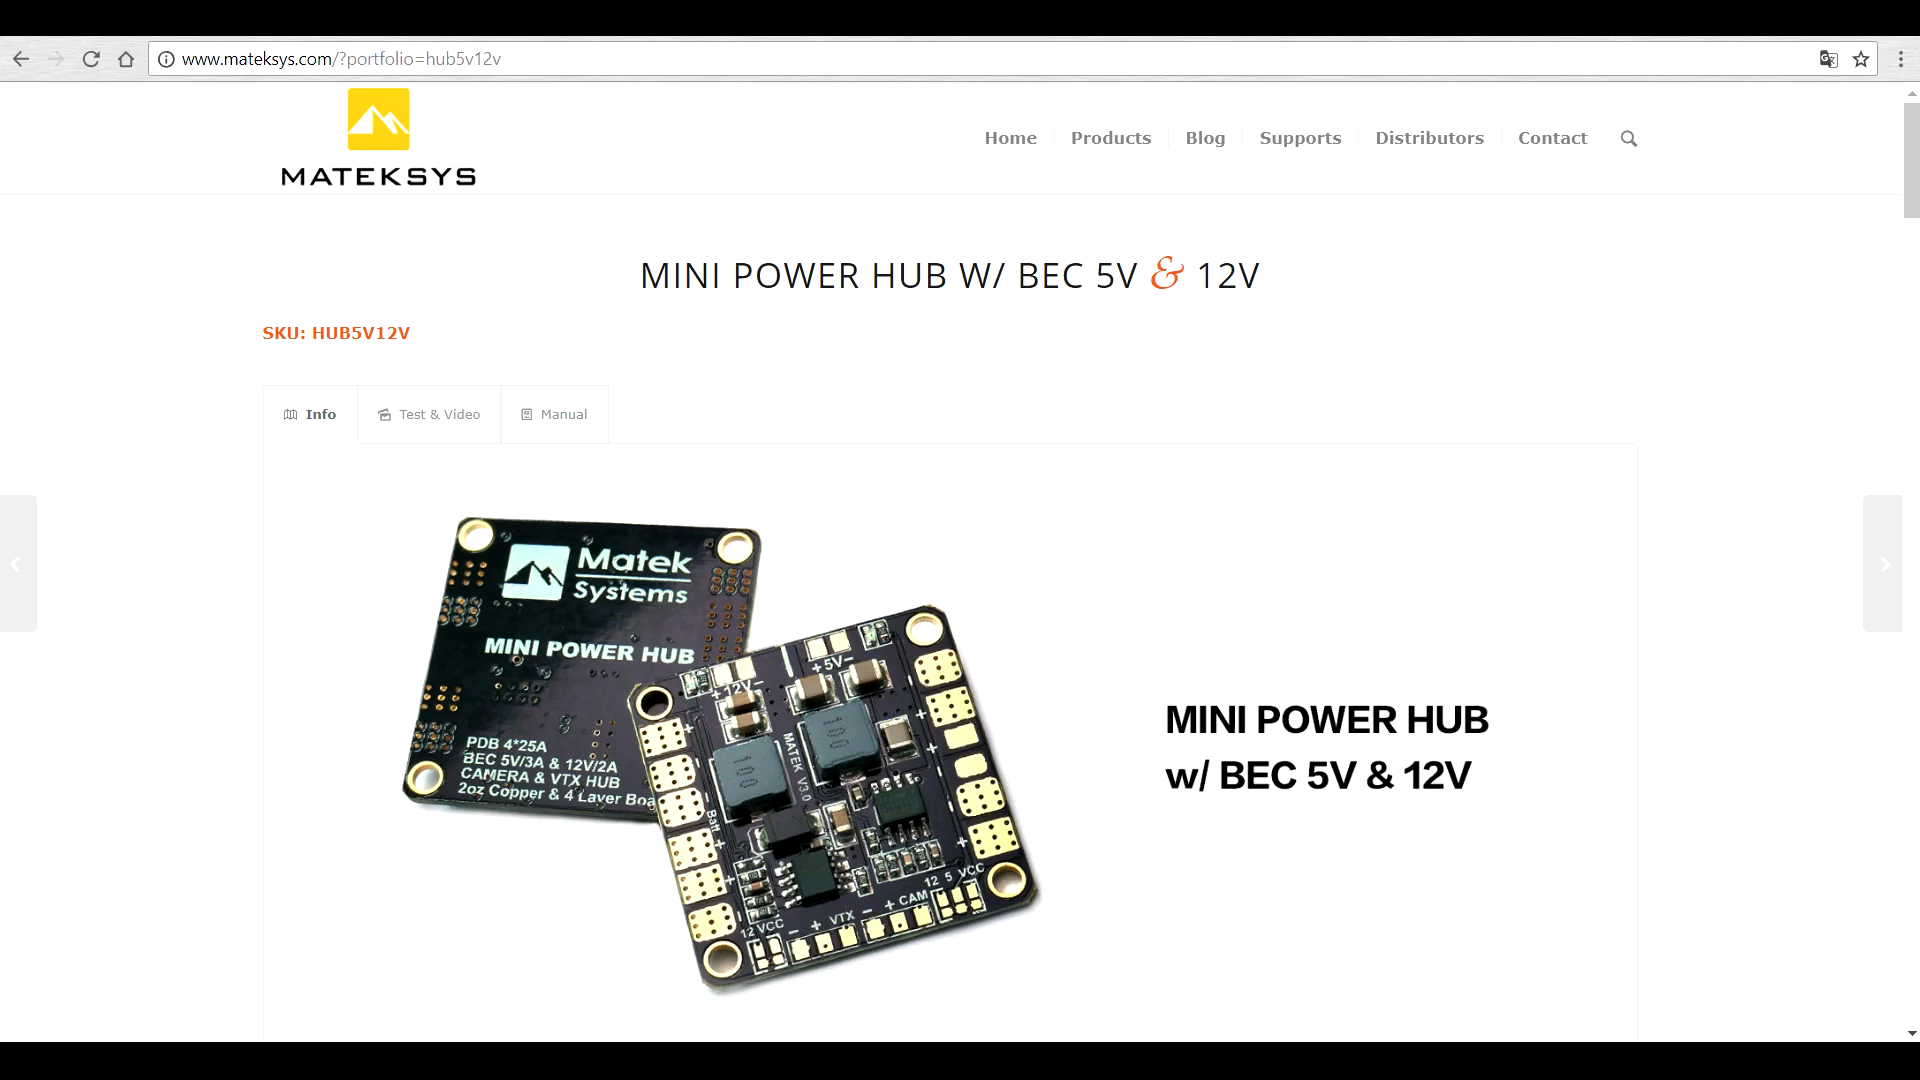 www.mateksys.com/?portfolio=hub5v12v
MATEKSYS
Home
Products
Blog
Supports
Distributors
Contact
MINI POWER HUB W/ BEC 5V & 12V
SKU: HUB5V12V
Info
Test & Video
Manual
Matek
Systems
MINI POWER HUB
PDB 4*25A
BEC 5V/3A & 12V/2A
CAMERA & VTX HUB
2oz Copper & 4 Layer Boa
+5V-
+12V-
MATEK V3.0
Batt
12 VCC
- + VTX -
+ CAM
12 5 VCC
MINI POWER HUB
w/ BEC 5V & 12V